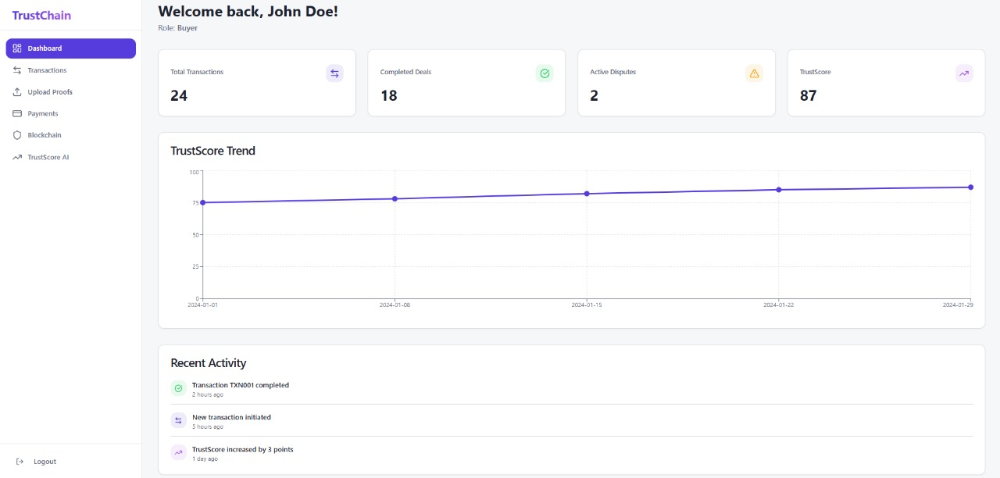 TrustChain
Dashboard
Transactions
Upload Proofs
Payments
Blockchain
TrustScore AI
Logout
Welcome back, John Doe!
Role: Buyer
Total Transactions
24
Completed Deals
18
Active Disputes
2
TrustScore
87
TrustScore Trend
100
75
50
25
0
2024-01-01
2024-01-08
2024-01-15
2024-01-22
2024-01-29
Recent Activity
Transaction TXN001 completed
2 hours ago
New transaction initiated
5 hours ago
TrustScore increased by 3 points
1 day ago